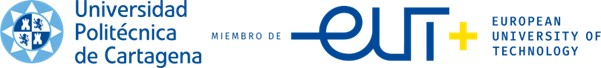 Universidad
Politécnica
de Cartagena
MIEMBRO DE
eut+
EUROPEAN
UNIVERSITY OF
TECHNOLOGY